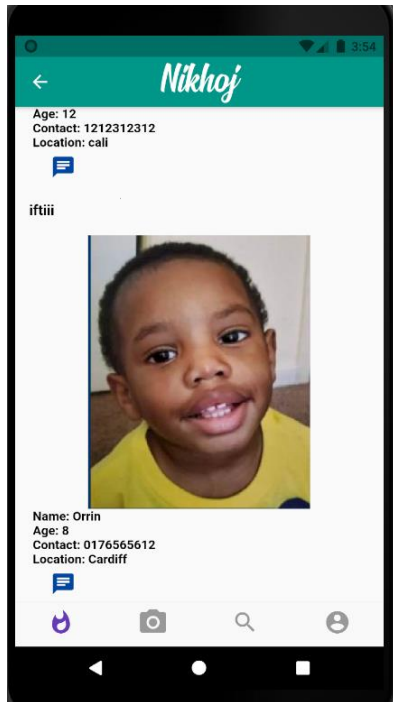 3:54
Nikhoj
Age: 12
Contact: 1212312312
Location: cali
iftiii
Name: Orrin
Age: 8
Contact: 0176565612
Location: Cardiff